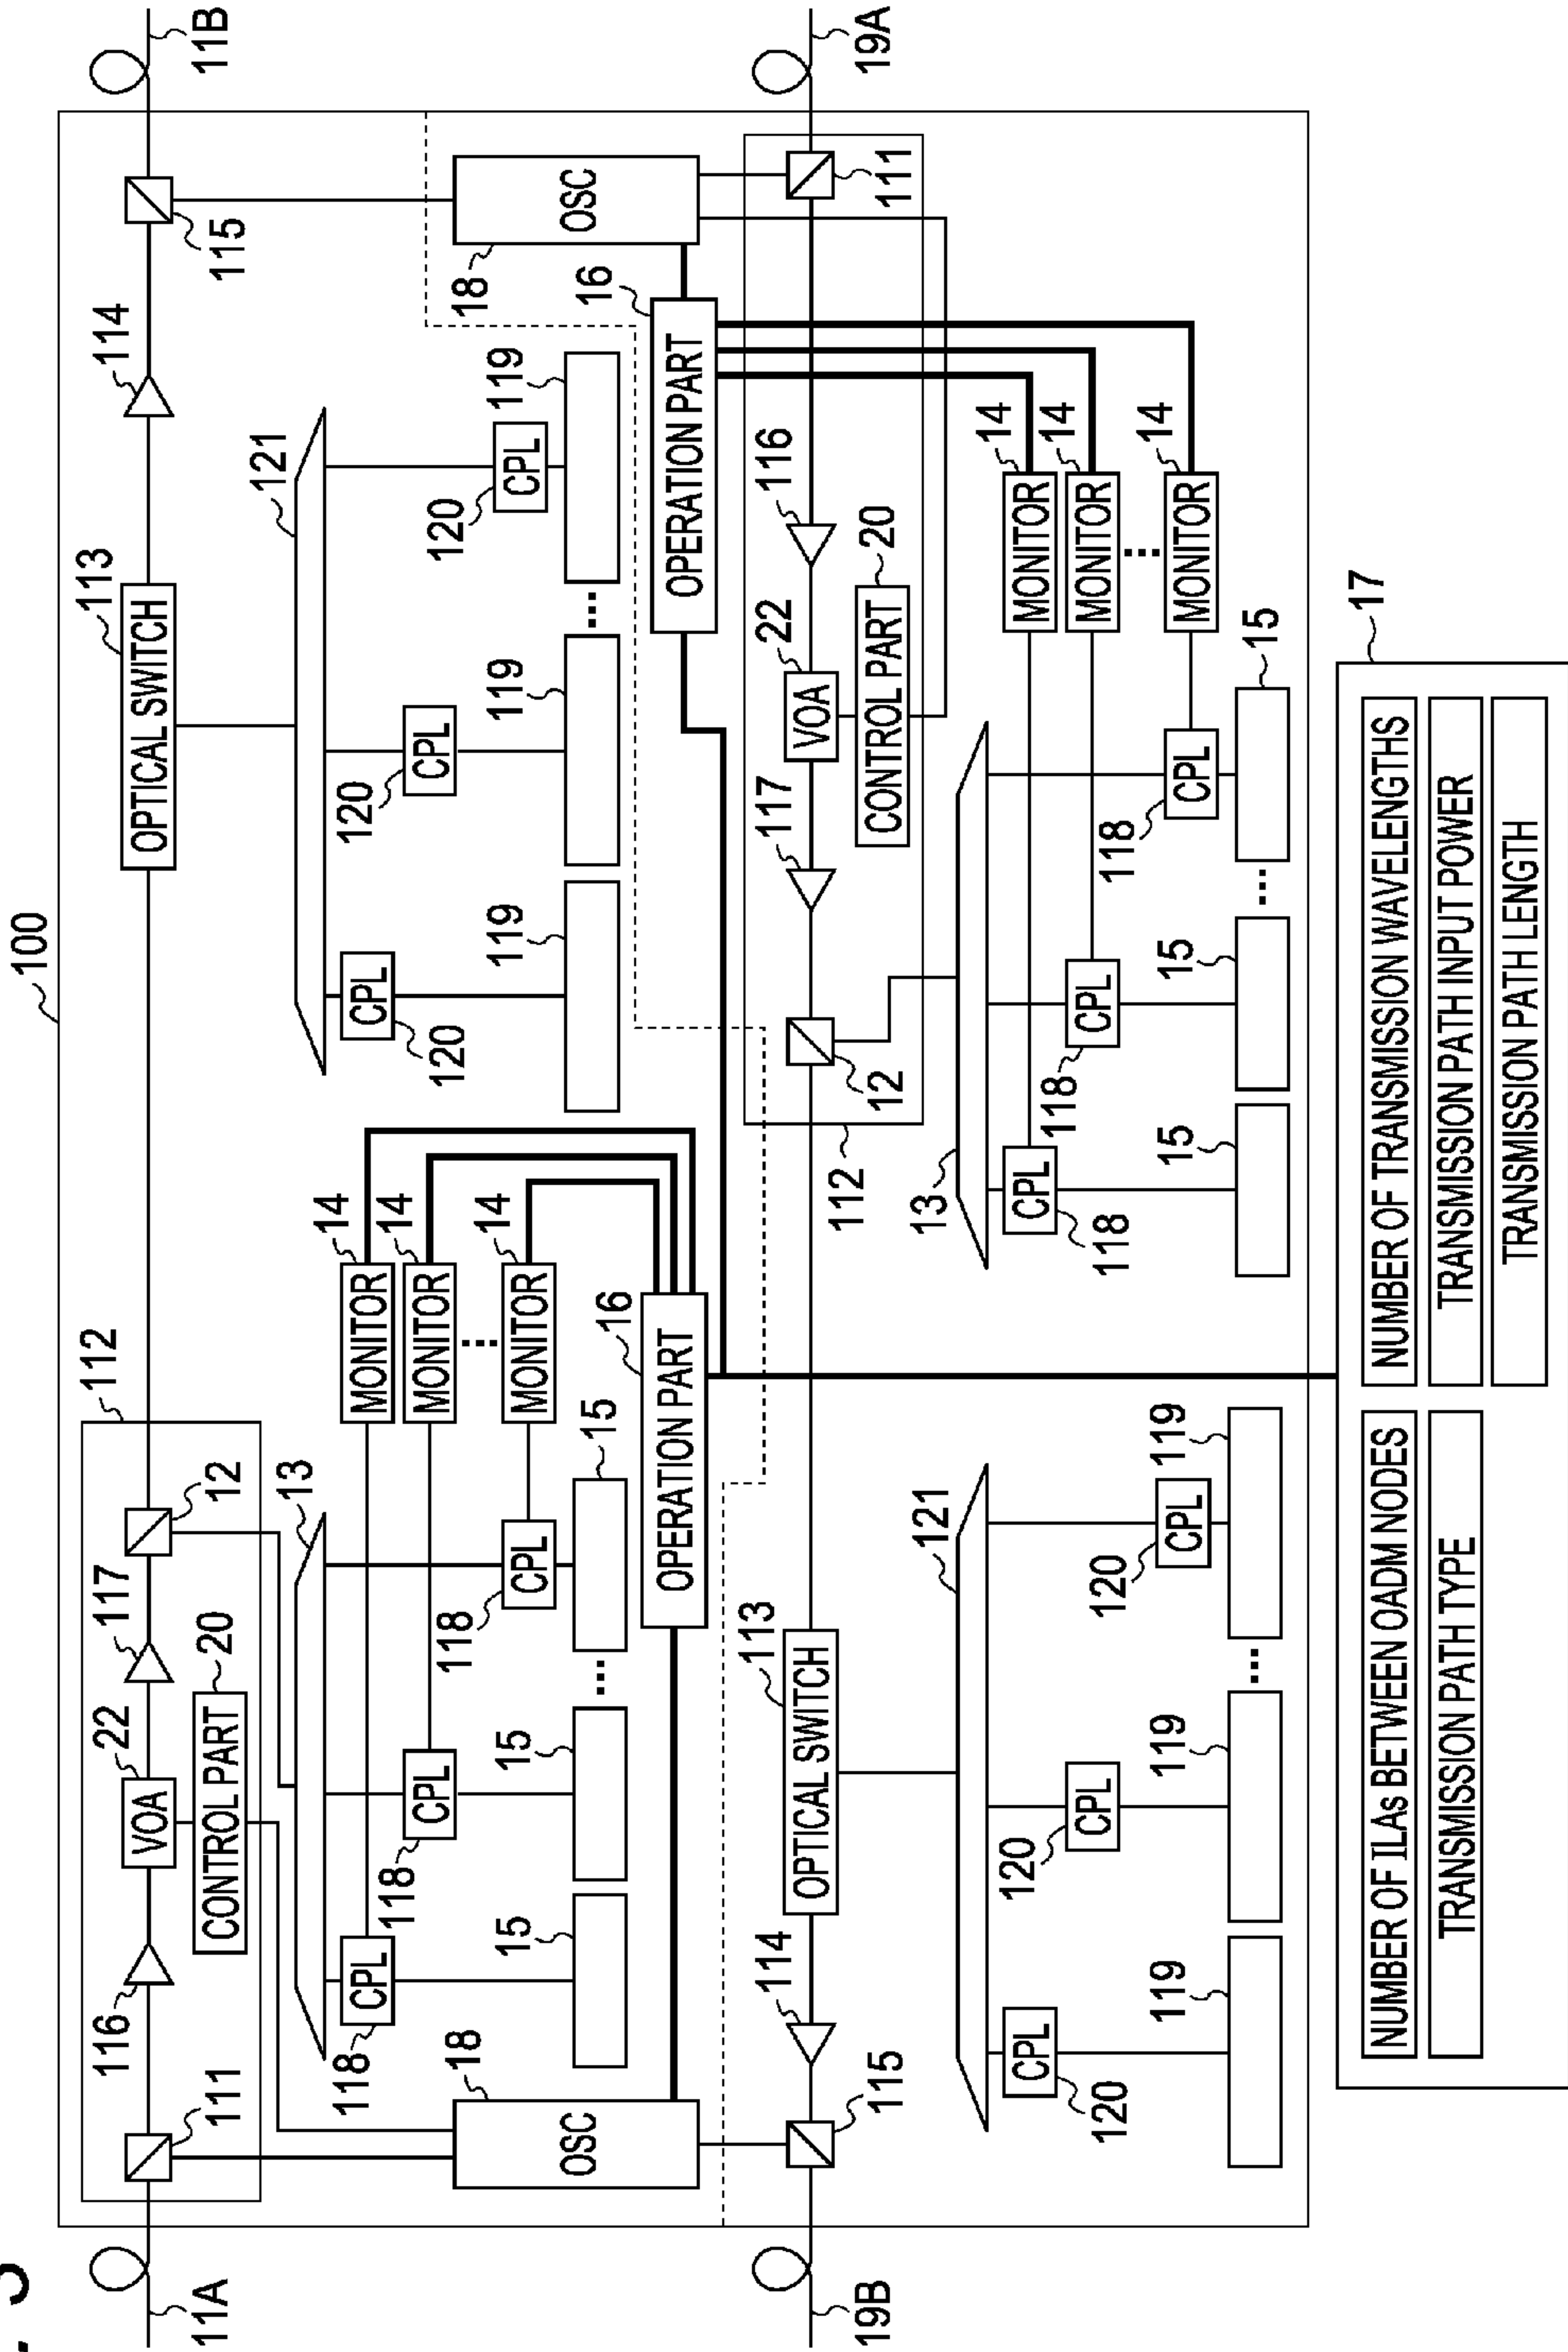 100
112
116
22
117
113
114
VOA
OPTICAL SWITCH
11A
111
20
12
115
11B
CONTROL PART
13
121
14
118
CPL
MONITOR
120
CPL
14
118
CPL
MONITOR
120
CPL
14
118
18
CPL
MONITOR
120
CPL
18
15
15
15
119
119
119
...
...
OSC
OSC
16
16
OPERATION PART
OPERATION PART
114
113
117
22
116
OPTICAL SWITCH
VOA
19B
115
112
12
20
111
19A
CONTROL PART
121
13
120
CPL
118
CPL
MONITOR
14
120
CPL
118
CPL
MONITOR
14
120
CPL
118
CPL
MONITOR
14
119
119
119
15
15
15
...
...
17
NUMBER OF ILAs BETWEEN OADM NODES
NUMBER OF TRANSMISSION WAVELENGTHS
TRANSMISSION PATH TYPE
TRANSMISSION PATH INPUT POWER
TRANSMISSION PATH LENGTH